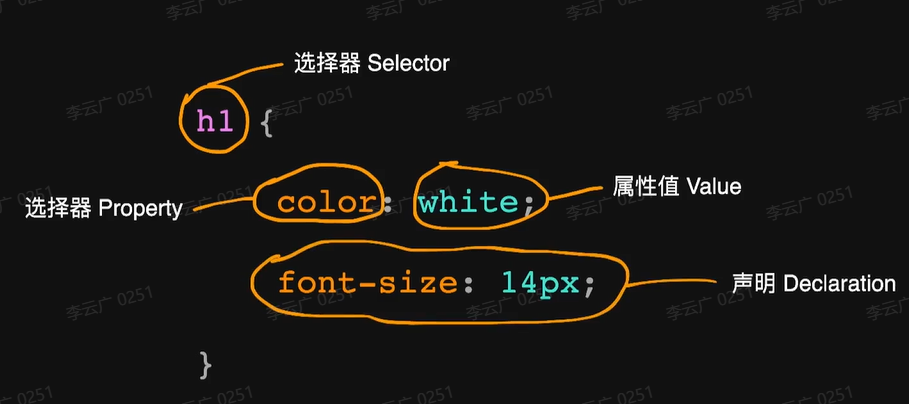 选择器 Selector
h1 {
选择器 Property
color: white;
属性值 Value
font-size: 14px;
声明 Declaration
}
李云广 0251